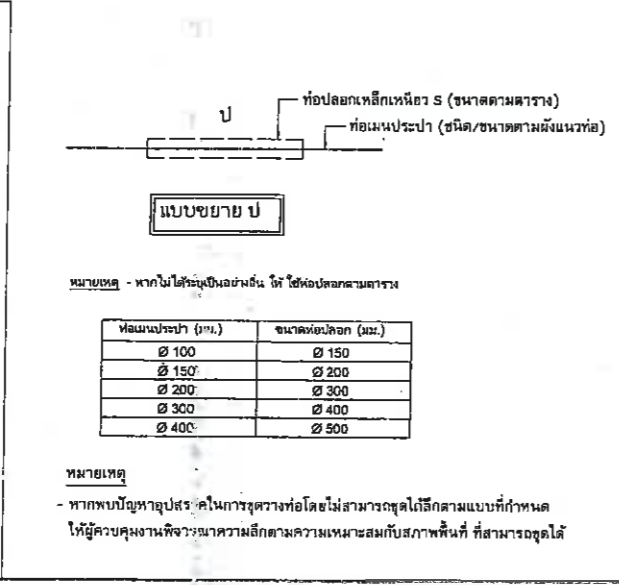 ป
ท่อปลอกเหล็กเหนียว S (ขนาดตามตาราง)
ท่อเมนประปา (ชนิด/ขนาดตามผังแนวท่อ)
แบบขยาย ป
หมายเหตุ - หากไม่ได้ระบุเป็นอย่างอื่น ให้ ใช้ท่อปลอกตามตาราง
ท่อเมนประปา (มม.) ขนาดท่อปลอก (มม.)
Ø 100 Ø 150
Ø 150 Ø 200
Ø 200 Ø 300
Ø 300 Ø 400
Ø 400 Ø 500
หมายเหตุ
- หากพบปัญหาอุปสรรคในการขุดวางท่อโดยไม่สามารถขุดได้ลึกตามแบบที่กำหนด
ให้ผู้ควบคุมงานพิจารณาความลึกตามความเหมาะสมกับสภาพพื้นที่ ที่สามารถขุดได้